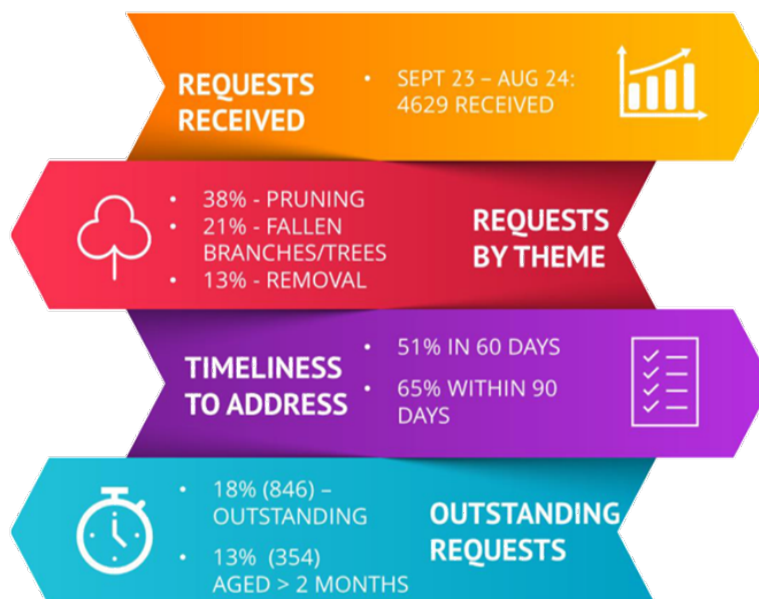 REQUESTS
RECEIVED
• SEPT 23 – AUG 24:
4629 RECEIVED
• 38% - PRUNING
• 21% - FALLEN
BRANCHES/TREES
• 13% - REMOVAL
REQUESTS
BY THEME
TIMELINESS
TO ADDRESS
• 51% IN 60 DAYS
• 65% WITHIN 90
DAYS
• 18% (846) –
OUTSTANDING
• 13% (354)
AGED > 2 MONTHS
OUTSTANDING
REQUESTS